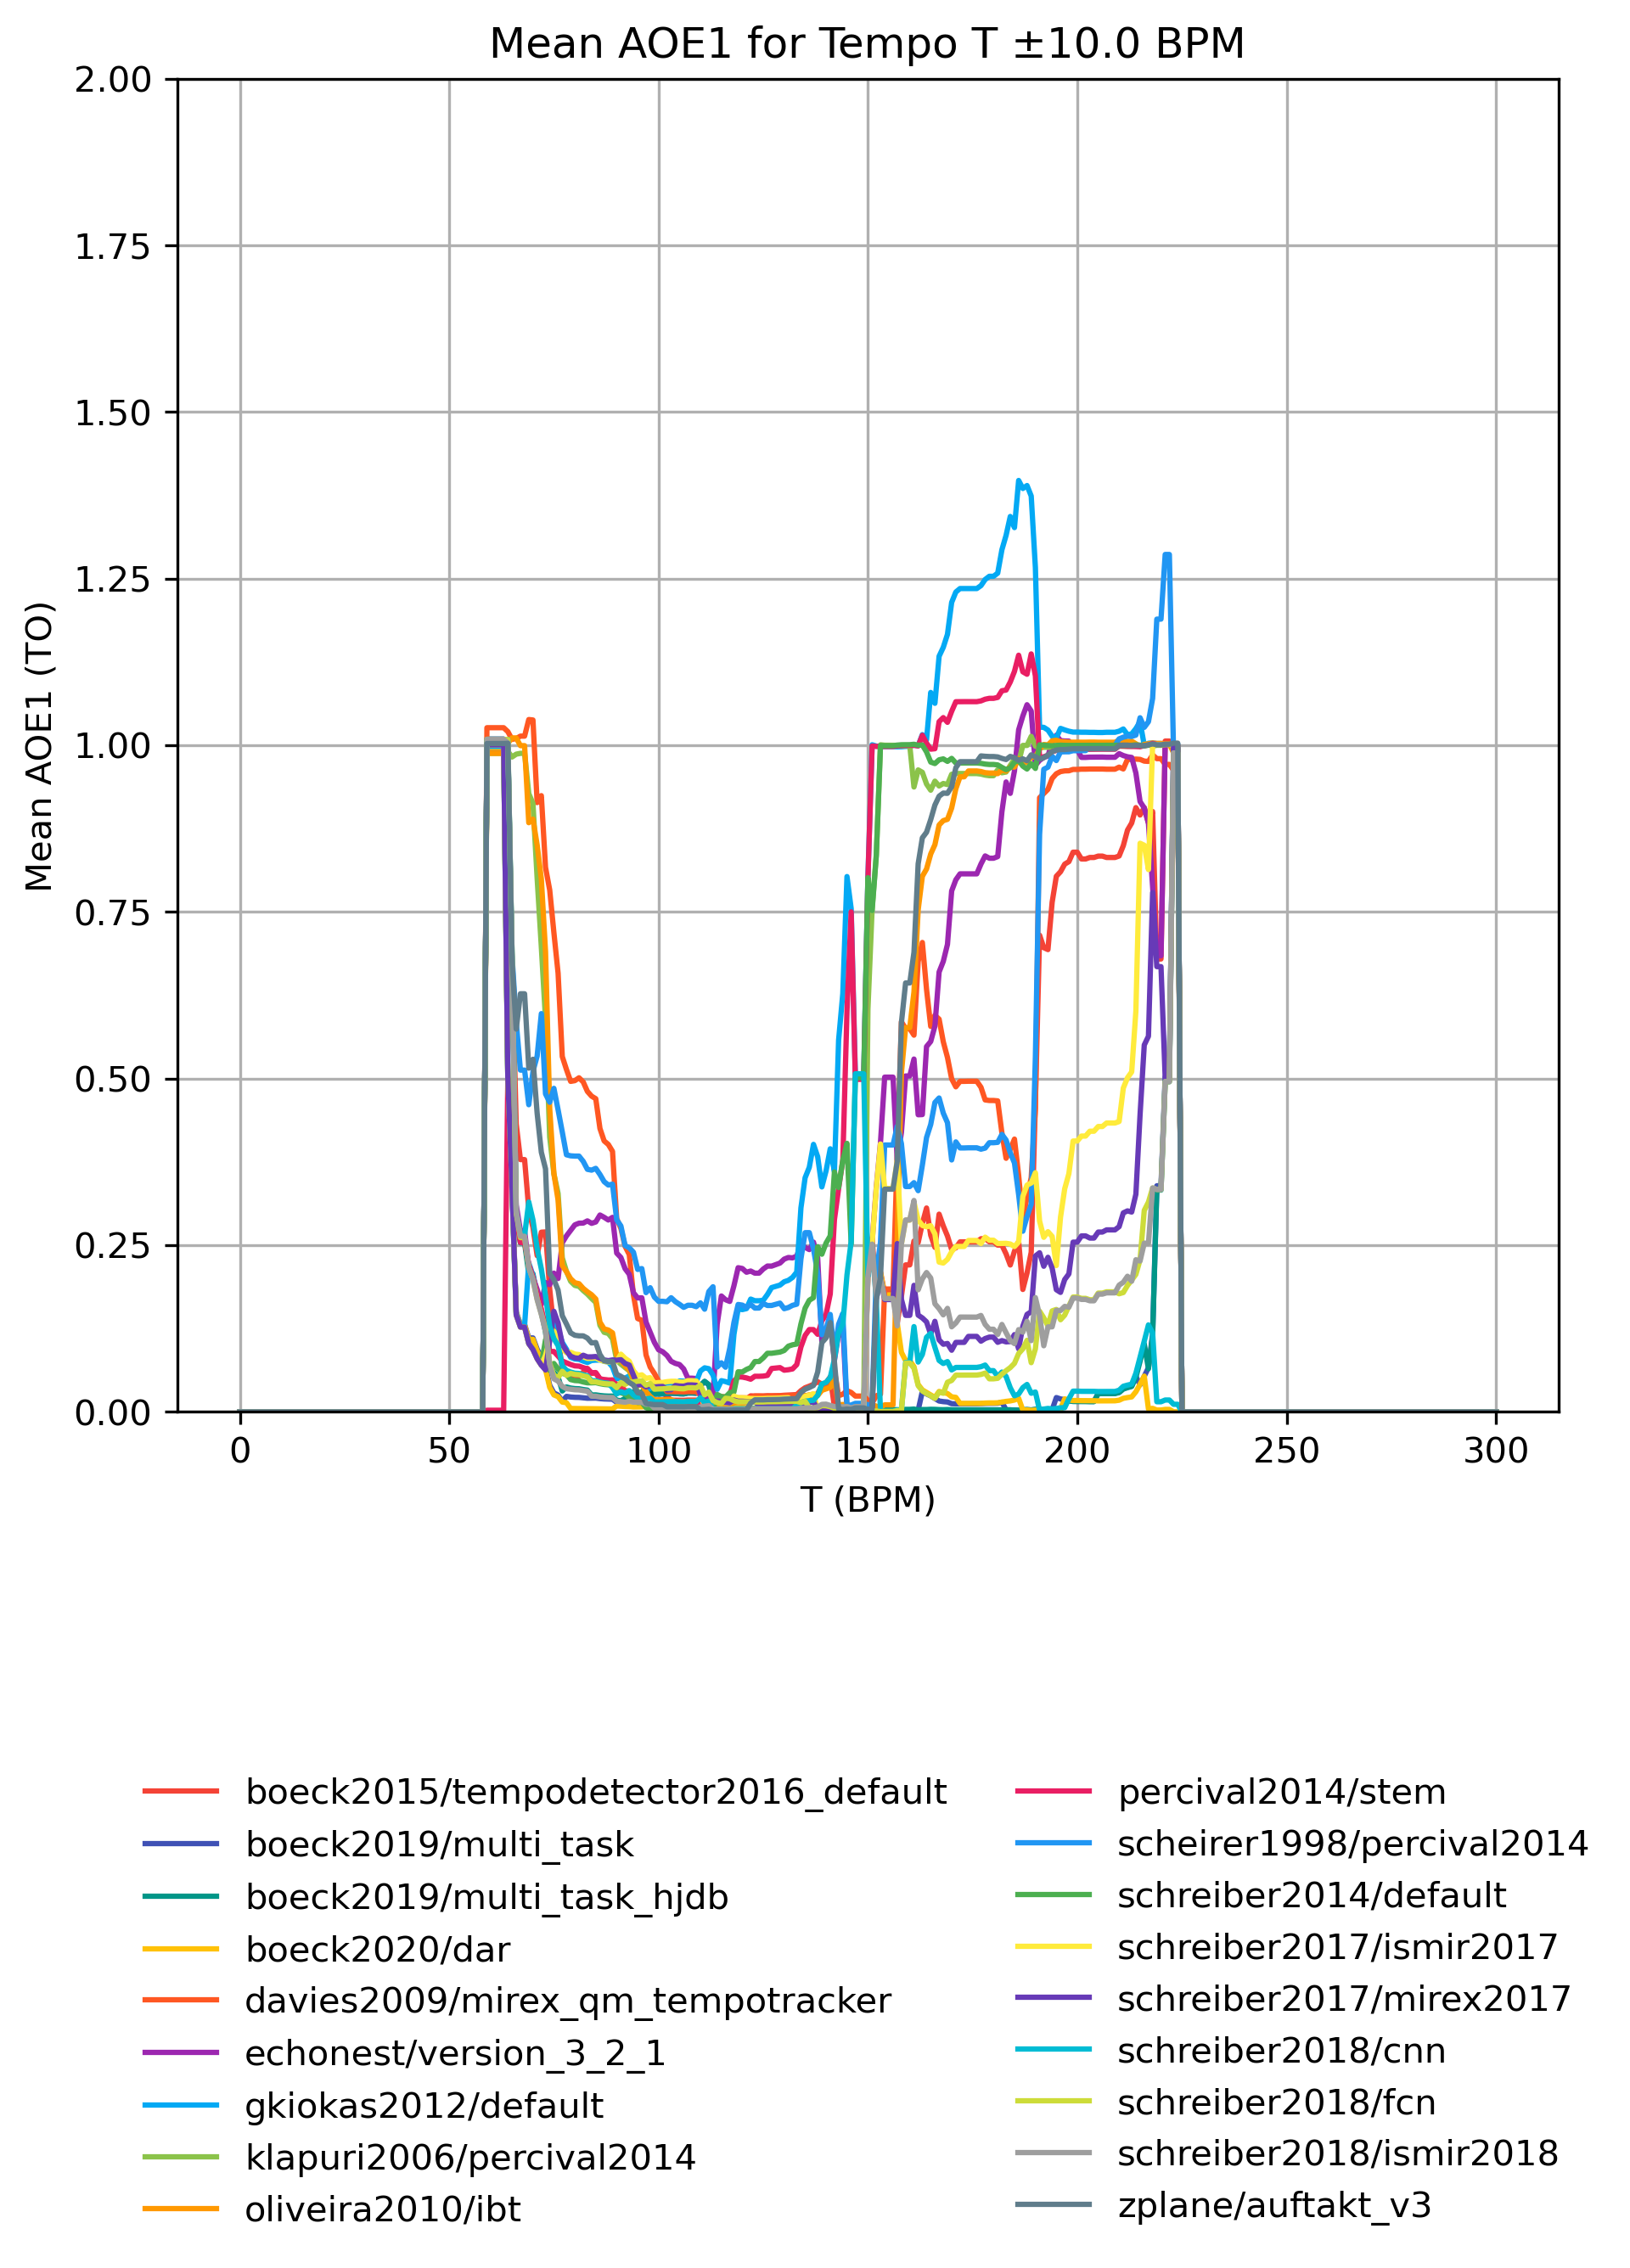 Mean AOE1 for Tempo T ±10.0 BPM
2.00
1.75
1.50
1.25
1.00
0.75
0.50
0.25
0.00
Mean AOE1 (TO)
0 50 100 150 200 250 300
T (BPM)
boeck2015/tempodetector2016_default
boeck2019/multi_task
boeck2019/multi_task_hjdb
boeck2020/dar
davies2009/mirex_qm_tempotracker
echonest/version_3_2_1
gkiokas2012/default
klapuri2006/percival2014
oliveira2010/ibt
percival2014/stem
scheirer1998/percival2014
schreiber2014/default
schreiber2017/ismir2017
schreiber2017/mirex2017
schreiber2018/cnn
schreiber2018/fcn
schreiber2018/ismir2018
zplane/auftakt_v3